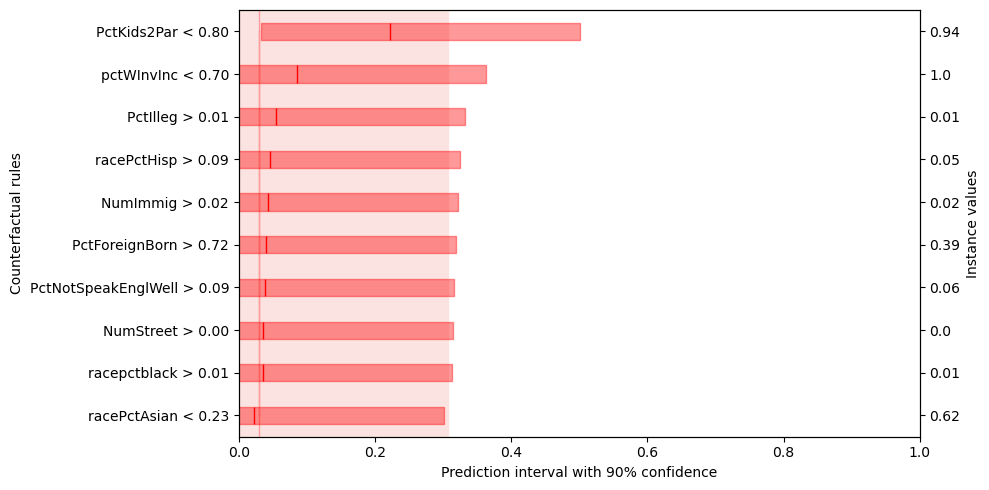 PctKids2Par < 0.80
0.94
pctWInvInc < 0.70
1.0
PctIlleg > 0.01
0.01
racePctHisp > 0.09
0.05
NumImmig > 0.02
0.02
PctForeignBorn > 0.72
0.39
PctNotSpeakEnglWell > 0.09
0.06
NumStreet > 0.00
0.0
racepctblack > 0.01
0.01
racePctAsian < 0.23
0.62
Counterfactual rules
Instance values
0.0 0.2 0.4 0.6 0.8 1.0
Prediction interval with 90% confidence